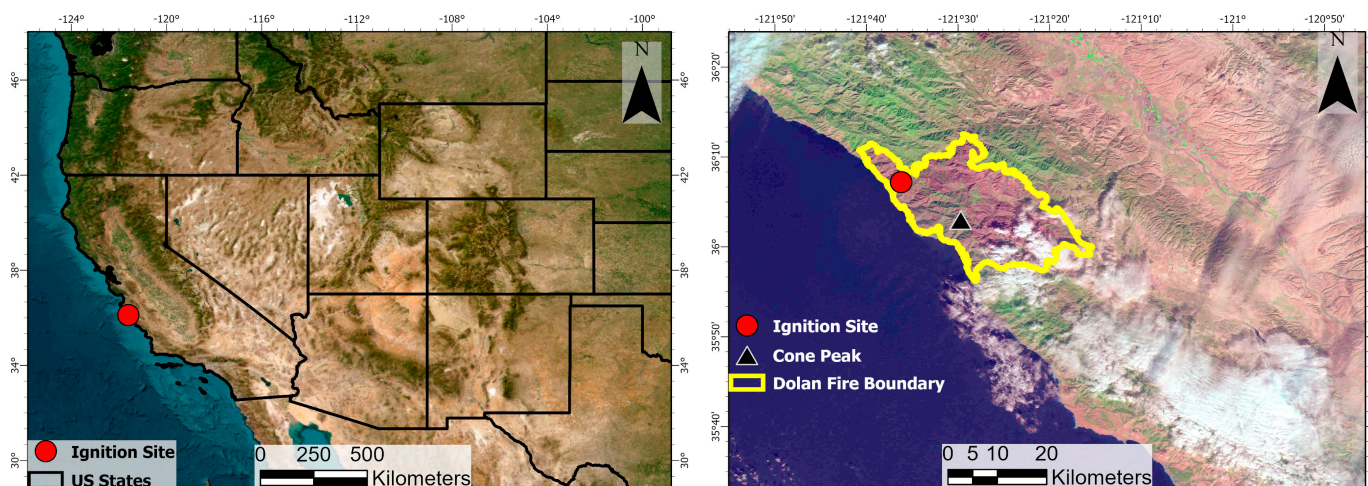 -124° -120° -116° -112° -108° -104° -100°
N
46°
46°
42°
42°
38°
38°
34°
34°
30°
30°
Ignition Site
US States
0 250 500
Kilometers
-121°50' -121°40' -121°30' -121°20' -121°10' -121° -120°50'
N
36°20'
36°10'
36°
35°50'
35°40'
Ignition Site
Cone Peak
Dolan Fire Boundary
0 5 10 20
Kilometers